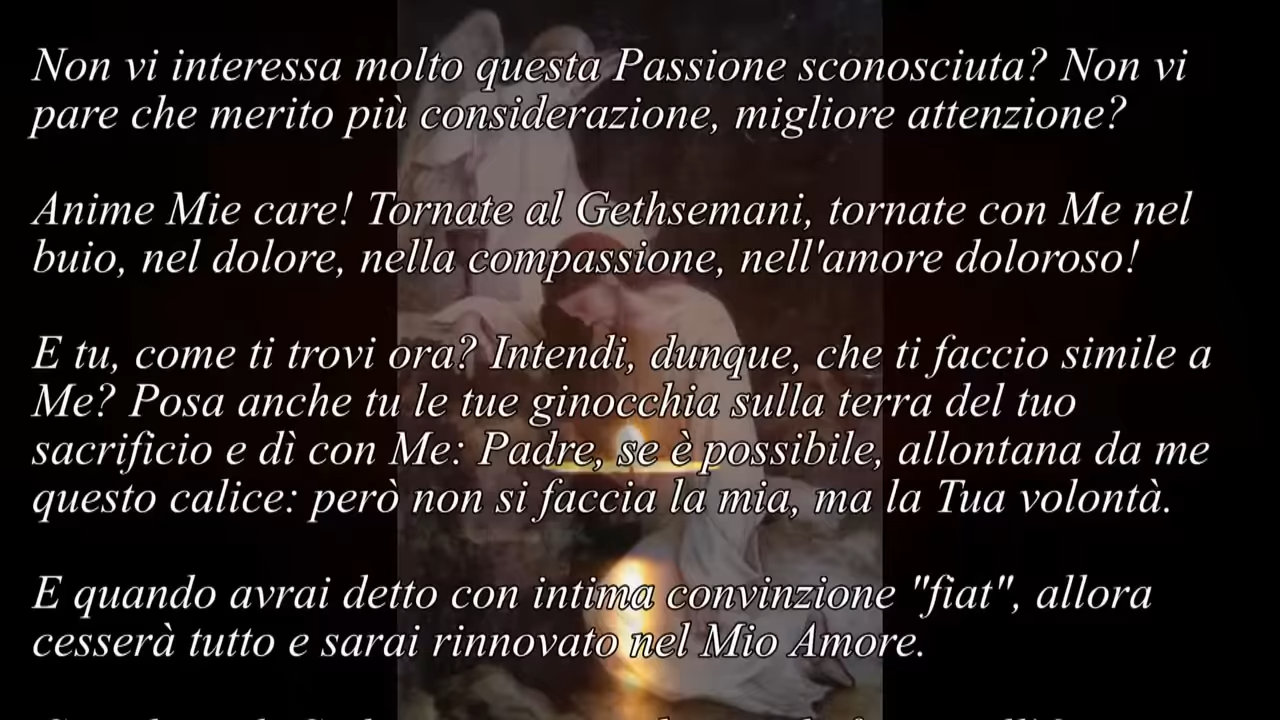 Non vi interessa molto questa Passione sconosciuta? Non vi
pare che merito più considerazione, migliore attenzione?
Anime Mie care! Tornate al Gethsemani, tornate con Me nel
buio, nel dolore, nella compassione, nell'amore doloroso!
E tu, come ti trovi ora? Intendi, dunque, che ti faccio simile a
Me? Posa anche tu le tue ginocchia sulla terra del tuo
sacrificio e dì con Me: Padre, se è possibile, allontana da me
questo calice: però non si faccia la mia, ma la Tua volontà.
E quando avrai detto con intima convinzione "fiat", allora
cesserà tutto e sarai rinnovato nel Mio Amore.